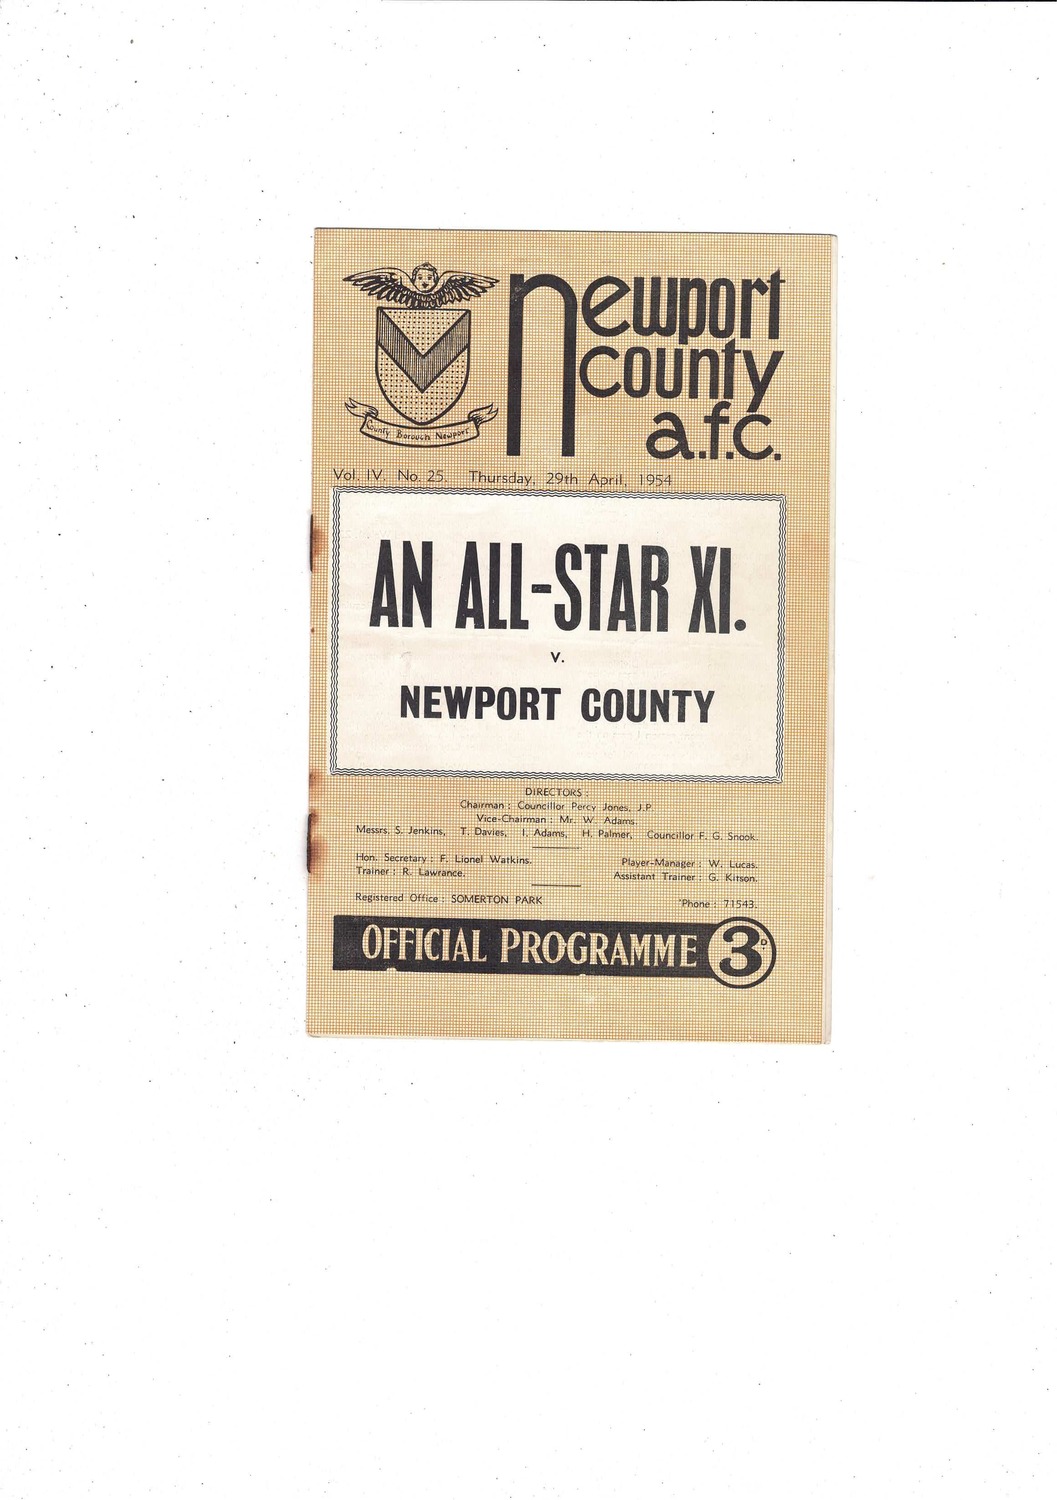 newport
county
a.f.c.
County Borough Newport
Vol. IV. No. 25. Thursday, 29th April, 1954
AN ALL-STAR XI.
v.
NEWPORT COUNTY
DIRECTORS :
Chairman : Councillor Percy Jones, J.P.
Vice-Chairman : Mr. W. Adams.
Messrs. S. Jenkins, T. Davies, I. Adams, H. Palmer, Councillor F. G. Snook.
Hon. Secretary : F. Lionel Watkins. Player-Manager : W. Lucas.
Trainer : R. Lawrance. Assistant Trainer : G. Kitson.
Registered Office : SOMERTON PARK 'Phone : 71543.
OFFICIAL PROGRAMME 3D